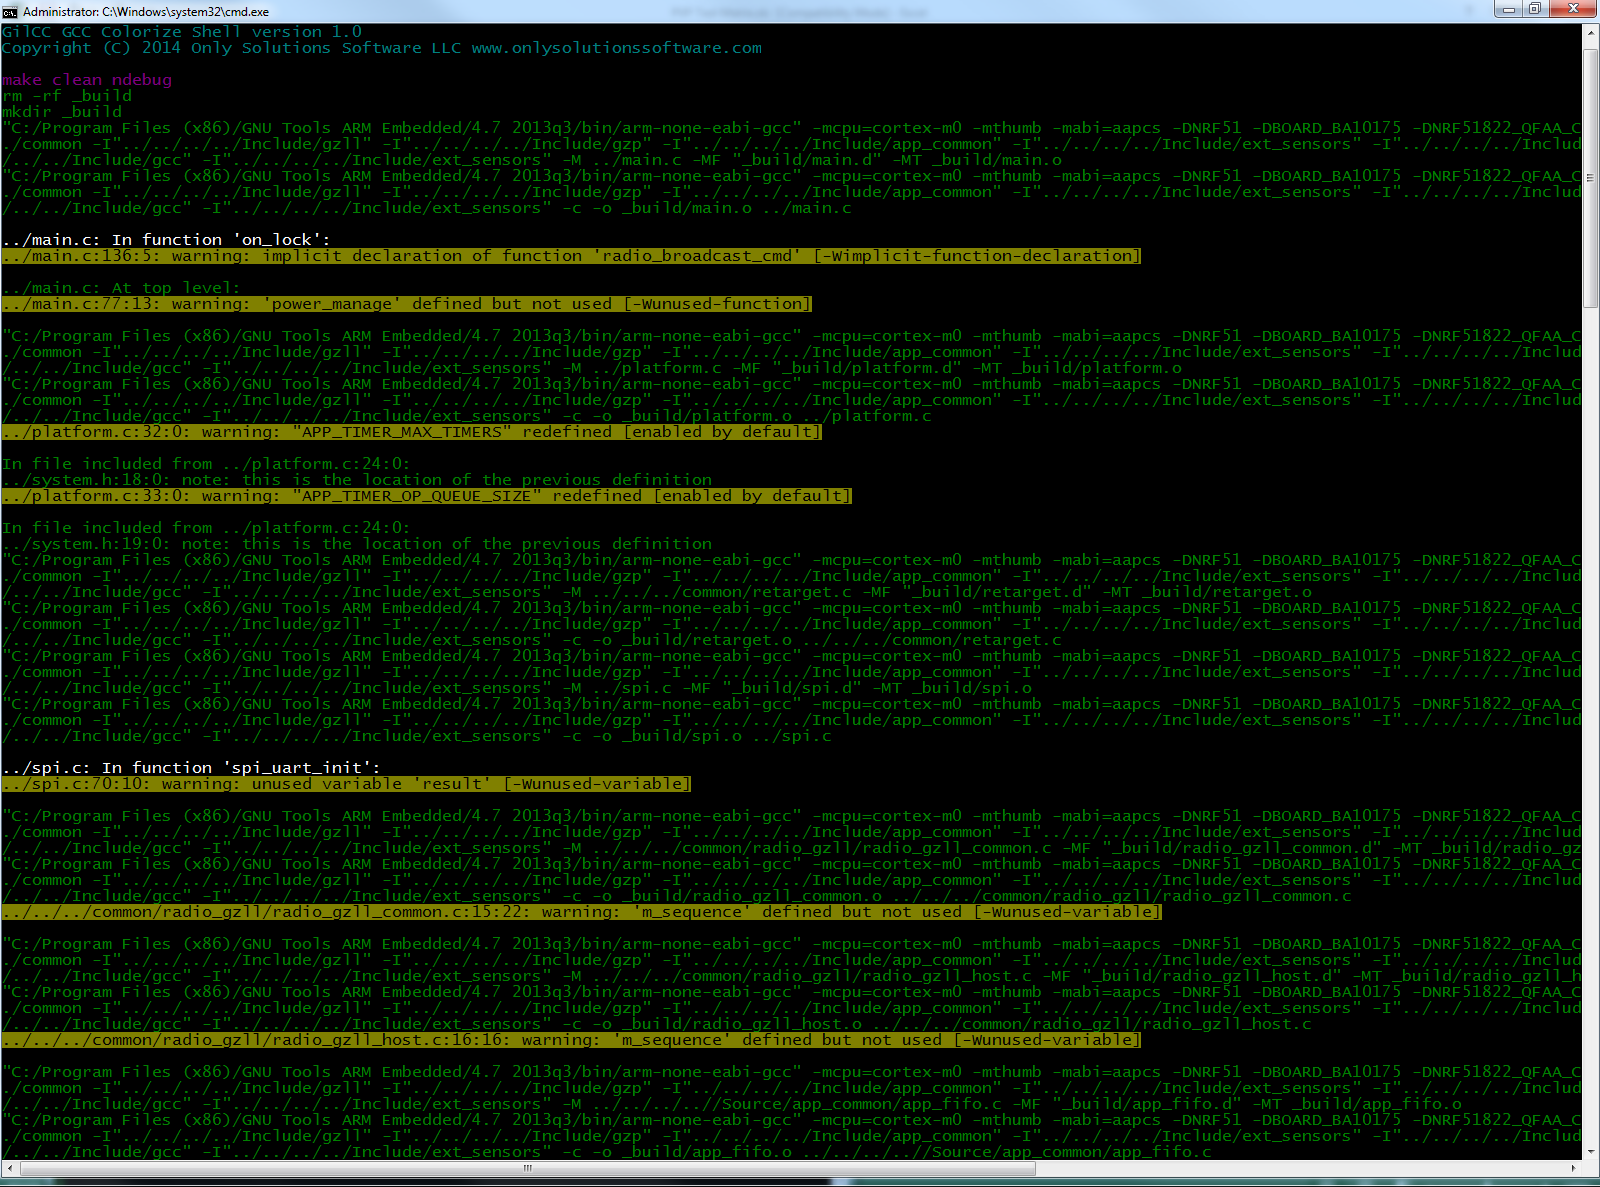 Administrator: C:\Windows\system32\cmd.exe
GilCC GCC Colorize Shell version 1.0
Copyright (C) 2014 Only Solutions Software LLC www.onlysolutionssoftware.com
make clean ndebug
rm -rf _build
mkdir _build
"C:/Program Files (x86)/GNU Tools ARM Embedded/4.7 2013q3/bin/arm-none-eabi-gcc" -mcpu=cortex-m0 -mthumb -mabi=aapcs -DNRF51 -DBOARD_BA10175 -DNRF51822_QFAA_C
./common -I"../../../../Include/gzll" -I"../../../../Include/gzp" -I"../../../../Include/app_common" -I"../../../../Include/ext_sensors" -I"../../../../Includ
/../../Include/gcc" -I"../../../../Include/ext_sensors" -M ../main.c -MF "_build/main.d" -MT _build/main.o
"C:/Program Files (x86)/GNU Tools ARM Embedded/4.7 2013q3/bin/arm-none-eabi-gcc" -mcpu=cortex-m0 -mthumb -mabi=aapcs -DNRF51 -DBOARD_BA10175 -DNRF51822_QFAA_C
./common -I"../../../../Include/gzll" -I"../../../../Include/gzp" -I"../../../../Include/app_common" -I"../../../../Include/ext_sensors" -I"../../../../Includ
/../../Include/gcc" -I"../../../../Include/ext_sensors" -c -o _build/main.o ../main.c
../main.c: In function 'on_lock':
../main.c:136:5: warning: implicit declaration of function 'radio_broadcast_cmd' [-Wimplicit-function-declaration]
../main.c: At top level:
../main.c:77:13: warning: 'power_manage' defined but not used [-Wunused-function]
"C:/Program Files (x86)/GNU Tools ARM Embedded/4.7 2013q3/bin/arm-none-eabi-gcc" -mcpu=cortex-m0 -mthumb -mabi=aapcs -DNRF51 -DBOARD_BA10175 -DNRF51822_QFAA_C
./common -I"../../../../Include/gzll" -I"../../../../Include/gzp" -I"../../../../Include/app_common" -I"../../../../Include/ext_sensors" -I"../../../../Includ
/../../Include/gcc" -I"../../../../Include/ext_sensors" -M ../platform.c -MF "_build/platform.d" -MT _build/platform.o
"C:/Program Files (x86)/GNU Tools ARM Embedded/4.7 2013q3/bin/arm-none-eabi-gcc" -mcpu=cortex-m0 -mthumb -mabi=aapcs -DNRF51 -DBOARD_BA10175 -DNRF51822_QFAA_C
./common -I"../../../../Include/gzll" -I"../../../../Include/gzp" -I"../../../../Include/app_common" -I"../../../../Include/ext_sensors" -I"../../../../Includ
/../../Include/gcc" -I"../../../../Include/ext_sensors" -c -o _build/platform.o ../platform.c
../platform.c:32:0: warning: "APP_TIMER_MAX_TIMERS" redefined [enabled by default]
In file included from ../platform.c:24:0:
../system.h:18:0: note: this is the location of the previous definition
../platform.c:33:0: warning: "APP_TIMER_OP_QUEUE_SIZE" redefined [enabled by default]
In file included from ../platform.c:24:0:
../system.h:19:0: note: this is the location of the previous definition
"C:/Program Files (x86)/GNU Tools ARM Embedded/4.7 2013q3/bin/arm-none-eabi-gcc" -mcpu=cortex-m0 -mthumb -mabi=aapcs -DNRF51 -DBOARD_BA10175 -DNRF51822_QFAA_C
./common -I"../../../../Include/gzll" -I"../../../../Include/gzp" -I"../../../../Include/app_common" -I"../../../../Include/ext_sensors" -I"../../../../Includ
/../../Include/gcc" -I"../../../../Include/ext_sensors" -M ../../../common/retarget.c -MF "_build/retarget.d" -MT _build/retarget.o
"C:/Program Files (x86)/GNU Tools ARM Embedded/4.7 2013q3/bin/arm-none-eabi-gcc" -mcpu=cortex-m0 -mthumb -mabi=aapcs -DNRF51 -DBOARD_BA10175 -DNRF51822_QFAA_C
./common -I"../../../../Include/gzll" -I"../../../../Include/gzp" -I"../../../../Include/app_common" -I"../../../../Include/ext_sensors" -I"../../../../Includ
/../../Include/gcc" -I"../../../../Include/ext_sensors" -c -o _build/retarget.o ../../../common/retarget.c
"C:/Program Files (x86)/GNU Tools ARM Embedded/4.7 2013q3/bin/arm-none-eabi-gcc" -mcpu=cortex-m0 -mthumb -mabi=aapcs -DNRF51 -DBOARD_BA10175 -DNRF51822_QFAA_C
./common -I"../../../../Include/gzll" -I"../../../../Include/gzp" -I"../../../../Include/app_common" -I"../../../../Include/ext_sensors" -I"../../../../Includ
/../../Include/gcc" -I"../../../../Include/ext_sensors" -M ../spi.c -MF "_build/spi.d" -MT _build/spi.o
"C:/Program Files (x86)/GNU Tools ARM Embedded/4.7 2013q3/bin/arm-none-eabi-gcc" -mcpu=cortex-m0 -mthumb -mabi=aapcs -DNRF51 -DBOARD_BA10175 -DNRF51822_QFAA_C
./common -I"../../../../Include/gzll" -I"../../../../Include/gzp" -I"../../../../Include/app_common" -I"../../../../Include/ext_sensors" -I"../../../../Includ
/../../Include/gcc" -I"../../../../Include/ext_sensors" -c -o _build/spi.o ../spi.c
../spi.c: In function 'spi_uart_init':
../spi.c:70:10: warning: unused variable 'result' [-Wunused-variable]
"C:/Program Files (x86)/GNU Tools ARM Embedded/4.7 2013q3/bin/arm-none-eabi-gcc" -mcpu=cortex-m0 -mthumb -mabi=aapcs -DNRF51 -DBOARD_BA10175 -DNRF51822_QFAA_C
./common -I"../../../../Include/gzll" -I"../../../../Include/gzp" -I"../../../../Include/app_common" -I"../../../../Include/ext_sensors" -I"../../../../Includ
/../../Include/gcc" -I"../../../../Include/ext_sensors" -M ../../../common/radio_gzll/radio_gzll_common.c -MF "_build/radio_gzll_common.d" -MT _build/radio_gz
"C:/Program Files (x86)/GNU Tools ARM Embedded/4.7 2013q3/bin/arm-none-eabi-gcc" -mcpu=cortex-m0 -mthumb -mabi=aapcs -DNRF51 -DBOARD_BA10175 -DNRF51822_QFAA_C
./common -I"../../../../Include/gzll" -I"../../../../Include/gzp" -I"../../../../Include/app_common" -I"../../../../Include/ext_sensors" -I"../../../../Includ
/../../Include/gcc" -I"../../../../Include/ext_sensors" -c -o _build/radio_gzll_common.o ../../../common/radio_gzll/radio_gzll_common.c
../../../common/radio_gzll/radio_gzll_common.c:15:22: warning: 'm_sequence' defined but not used [-Wunused-variable]
"C:/Program Files (x86)/GNU Tools ARM Embedded/4.7 2013q3/bin/arm-none-eabi-gcc" -mcpu=cortex-m0 -mthumb -mabi=aapcs -DNRF51 -DBOARD_BA10175 -DNRF51822_QFAA_C
./common -I"../../../../Include/gzll" -I"../../../../Include/gzp" -I"../../../../Include/app_common" -I"../../../../Include/ext_sensors" -I"../../../../Includ
/../../Include/gcc" -I"../../../../Include/ext_sensors" -M ../../../common/radio_gzll/radio_gzll_host.c -MF "_build/radio_gzll_host.d" -MT _build/radio_gzll_h
"C:/Program Files (x86)/GNU Tools ARM Embedded/4.7 2013q3/bin/arm-none-eabi-gcc" -mcpu=cortex-m0 -mthumb -mabi=aapcs -DNRF51 -DBOARD_BA10175 -DNRF51822_QFAA_C
./common -I"../../../../Include/gzll" -I"../../../../Include/gzp" -I"../../../../Include/app_common" -I"../../../../Include/ext_sensors" -I"../../../../Includ
/../../Include/gcc" -I"../../../../Include/ext_sensors" -c -o _build/radio_gzll_host.o ../../../common/radio_gzll/radio_gzll_host.c
../../../common/radio_gzll/radio_gzll_host.c:16:16: warning: 'm_sequence' defined but not used [-Wunused-variable]
"C:/Program Files (x86)/GNU Tools ARM Embedded/4.7 2013q3/bin/arm-none-eabi-gcc" -mcpu=cortex-m0 -mthumb -mabi=aapcs -DNRF51 -DBOARD_BA10175 -DNRF51822_QFAA_C
./common -I"../../../../Include/gzll" -I"../../../../Include/gzp" -I"../../../../Include/app_common" -I"../../../../Include/ext_sensors" -I"../../../../Includ
/../../Include/gcc" -I"../../../../Include/ext_sensors" -M ../../../..//Source/app_common/app_fifo.c -MF "_build/app_fifo.d" -MT _build/app_fifo.o
"C:/Program Files (x86)/GNU Tools ARM Embedded/4.7 2013q3/bin/arm-none-eabi-gcc" -mcpu=cortex-m0 -mthumb -mabi=aapcs -DNRF51 -DBOARD_BA10175 -DNRF51822_QFAA_C
./common -I"../../../../Include/gzll" -I"../../../../Include/gzp" -I"../../../../Include/app_common" -I"../../../../Include/ext_sensors" -I"../../../../Includ
/../../Include/gcc" -I"../../../../Include/ext_sensors" -c -o _build/app_fifo.o ../../../..//Source/app_common/app_fifo.c